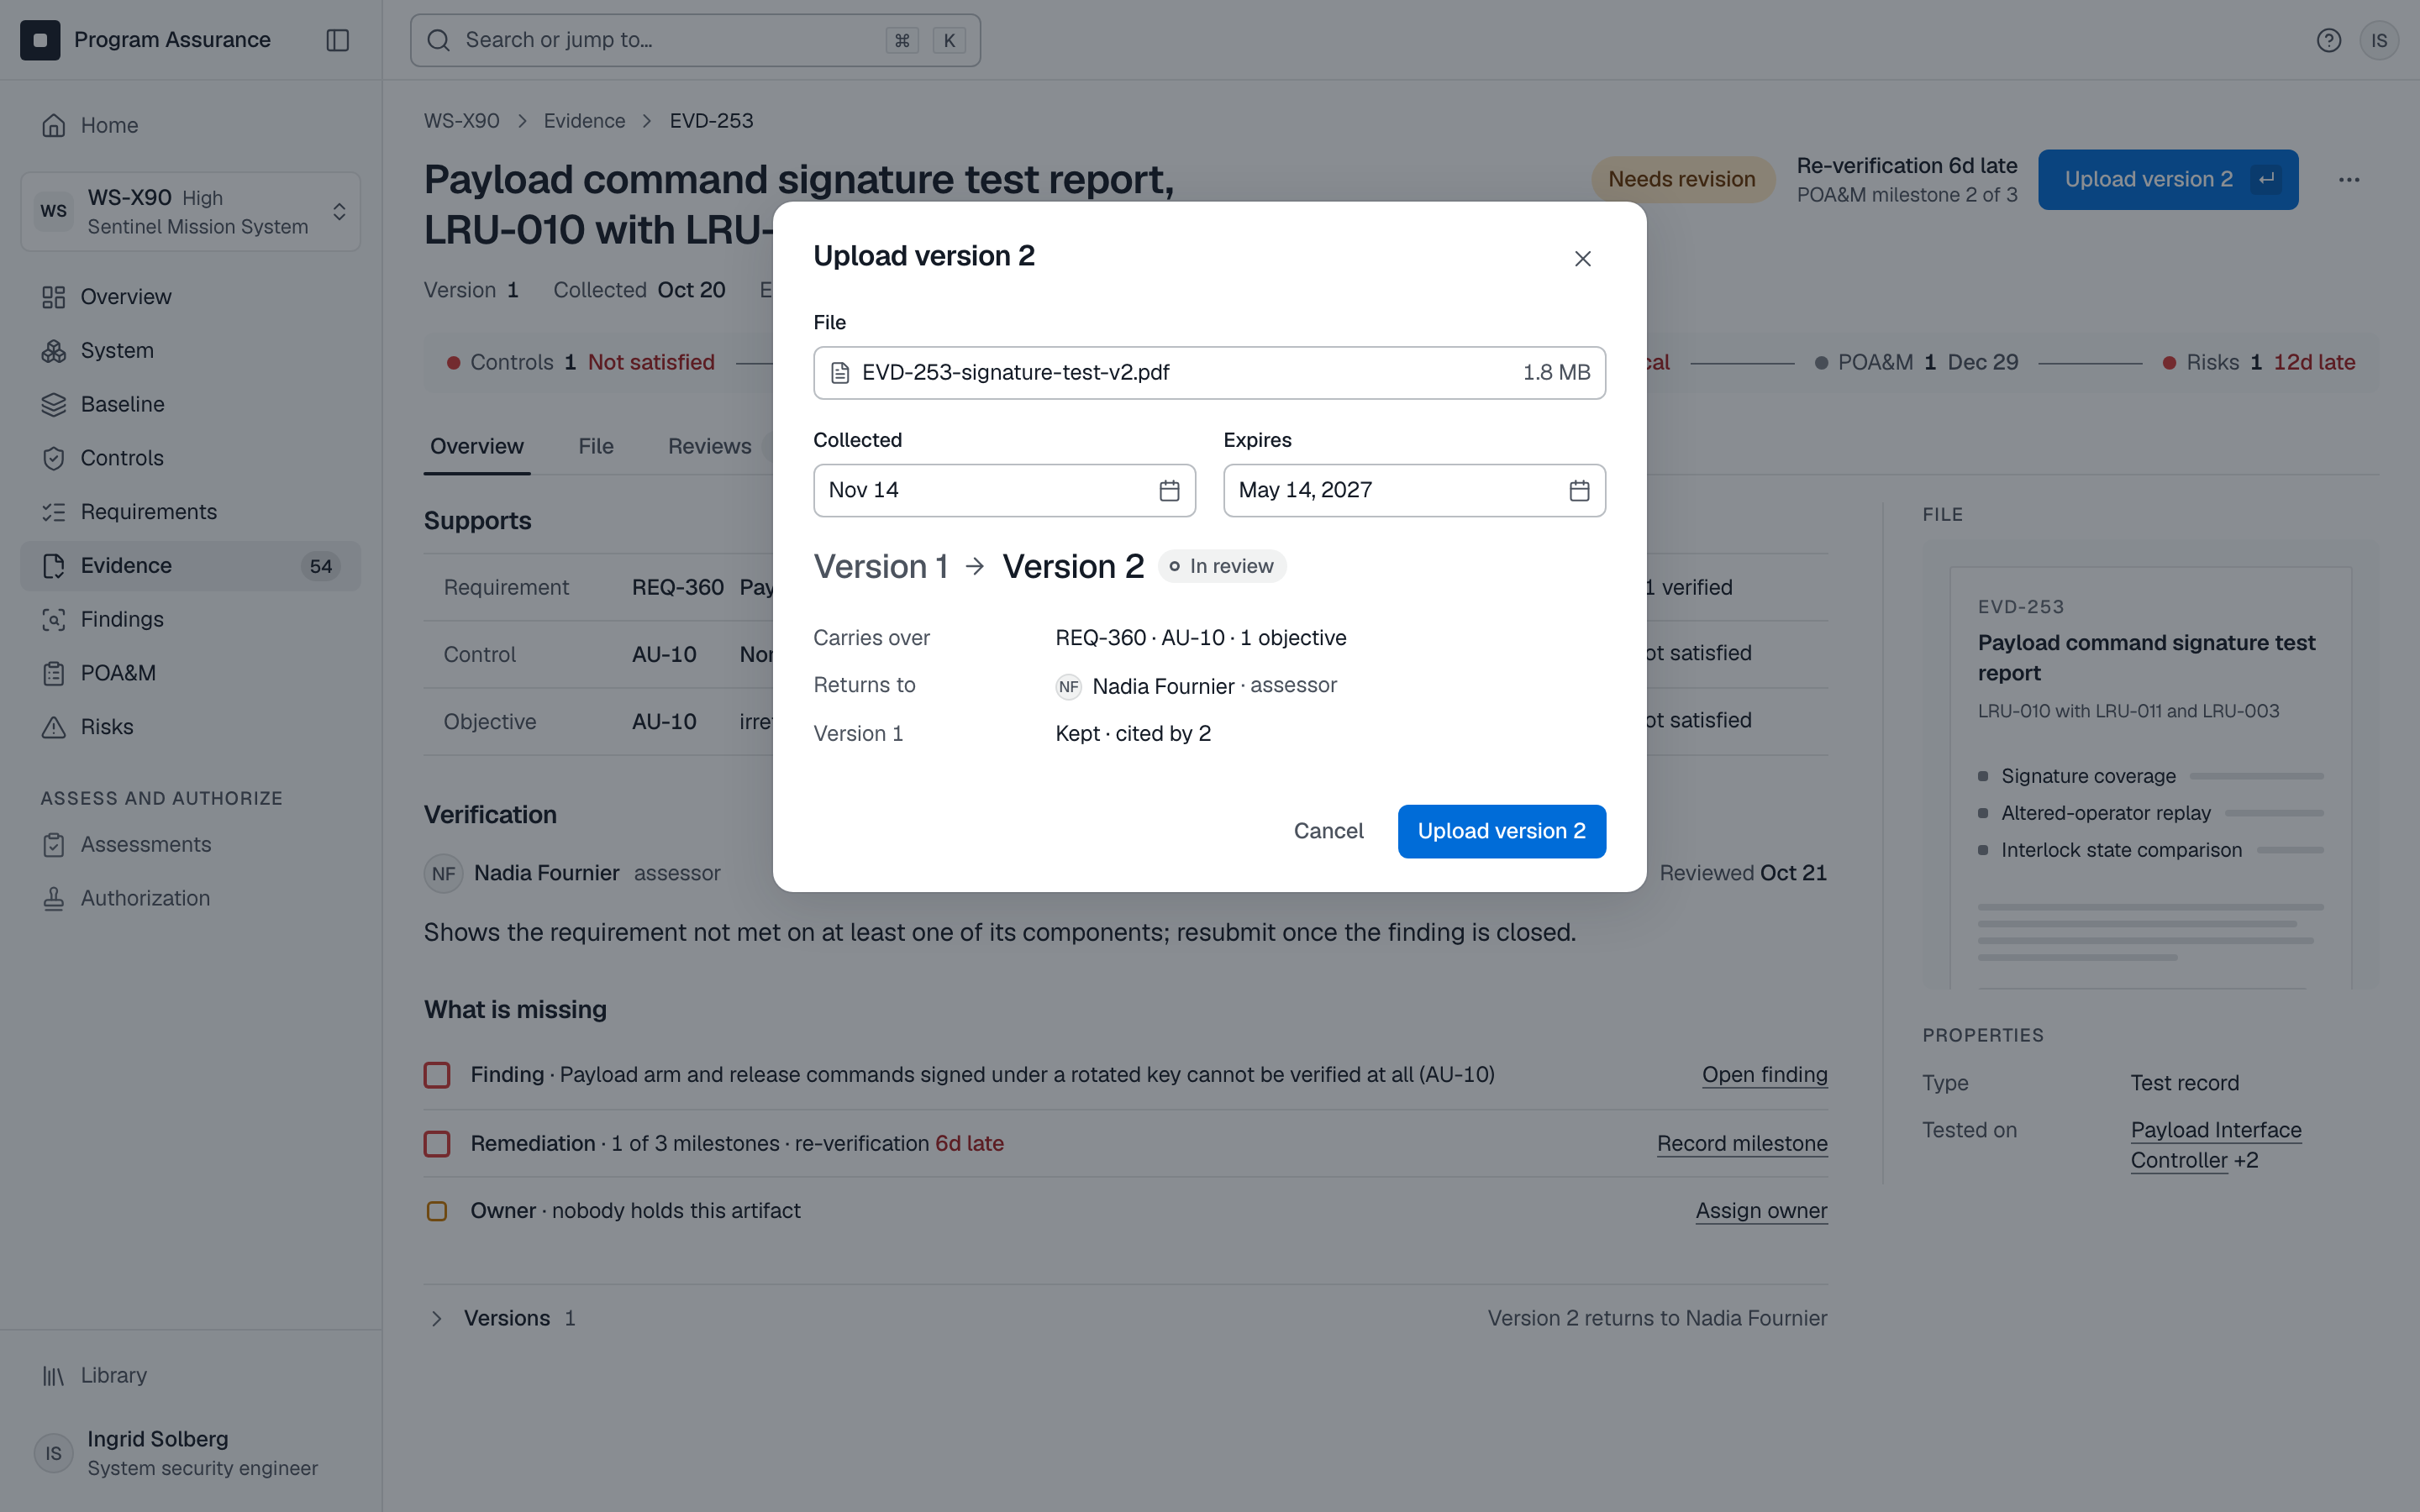 Program Assurance
Search or jump to...
⌘ K
IS
Home
WS
WS-X90 High
Sentinel Mission System
Overview
System
Baseline
Controls
Requirements
Evidence 54
Findings
POA&M
Risks
ASSESS AND AUTHORIZE
Assessments
Authorization
Library
IS
Ingrid Solberg
System security engineer
WS-X90 > Evidence > EVD-253
Payload command signature test report,
LRU-010 with LRU-
Needs revision
Re-verification 6d late
POA&M milestone 2 of 3
Upload version 2
Version 1 Collected Oct 20
Controls 1 Not satisfied
POA&M 1 Dec 29
Risks 1 12d late
Overview File Reviews
Supports
Requirement REQ-360 1 verified
Control AU-10 satisfied
Objective AU-10 satisfied
Verification
NF Nadia Fournier assessor
Reviewed Oct 21
Shows the requirement not met on at least one of its components; resubmit once the finding is closed.
What is missing
Finding · Payload arm and release commands signed under a rotated key cannot be verified at all (AU-10)
Open finding
Remediation · 1 of 3 milestones · re-verification 6d late
Record milestone
Owner · nobody holds this artifact
Assign owner
Versions 1
Version 2 returns to Nadia Fournier
Upload version 2
File
EVD-253-signature-test-v2.pdf 1.8 MB
Collected
Nov 14
Expires
May 14, 2027
Version 1 → Version 2 In review
Carries over REQ-360 · AU-10 · 1 objective
Returns to NF Nadia Fournier · assessor
Version 1 Kept · cited by 2
Cancel
Upload version 2
FILE
EVD-253
Payload command signature test
report
LRU-010 with LRU-011 and LRU-003
Signature coverage
Altered-operator replay
Interlock state comparison
PROPERTIES
Type Test record
Tested on Payload Interface
Controller +2